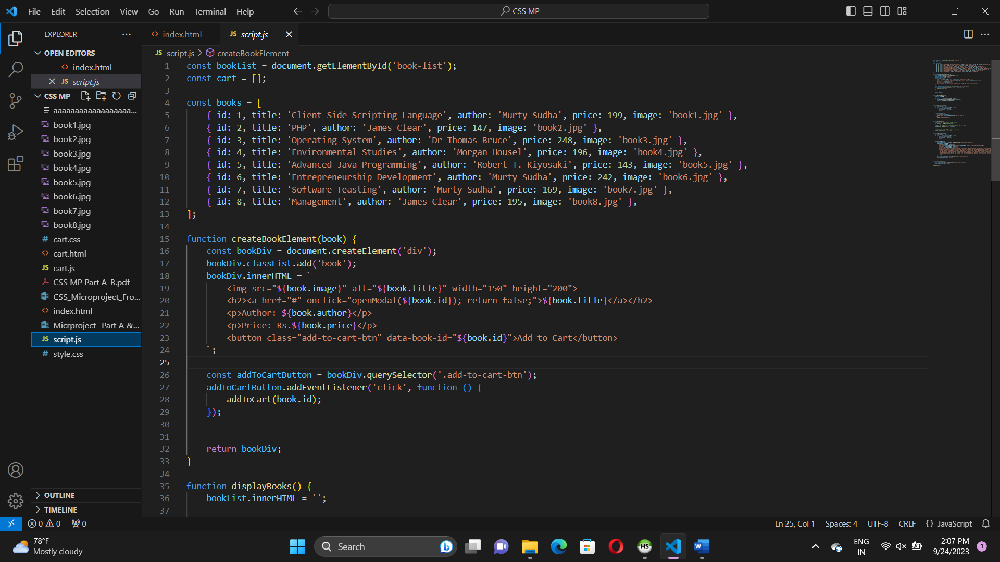 File Edit Selection View Go Run Terminal Help
CSS MP
EXPLORER
OPEN EDITORS
index.html
JS script.js
CSS MP
aaaaaaaaaaaaaaaaaa...
book1.jpg
book2.jpg
book3.jpg
book4.jpg
book5.jpg
book6.jpg
book7.jpg
book8.jpg
# cart.css
<> cart.html
JS cart.js
CSS MP Part A-B.pdf
CSS_Microproject_Fro...
<> index.html
Micrproject- Part A &...
JS script.js
# style.css
OUTLINE
TIMELINE
<> index.html
JS script.js
JS script.js > createBookElement
1 const bookList = document.getElementById('book-list');
2 const cart = [];
3
4 const books = [
5 { id: 1, title: 'Client Side Scripting Language', author: 'Murty Sudha', price: 199, image: 'book1.jpg' },
6 { id: 2, title: 'PHP', author: 'James Clear', price: 147, image: 'book2.jpg' },
7 { id: 3, title: 'Operating System', author: 'Dr Thomas Bruce', price: 248, image: 'book3.jpg' },
8 { id: 4, title: 'Environmental Studies', author: 'Morgan Housel', price: 196, image: 'book4.jpg' },
9 { id: 5, title: 'Advanced Java Programming', author: 'Robert T. Kiyosaki', price: 143, image: 'book5.jpg' },
10 { id: 6, title: 'Entrepreneurship Development', author: 'Murty Sudha', price: 242, image: 'book6.jpg' },
11 { id: 7, title: 'Software Teasting', author: 'Murty Sudha', price: 169, image: 'book7.jpg' },
12 { id: 8, title: 'Management', author: 'James Clear', price: 195, image: 'book8.jpg' },
13 ];
14
15 function createBookElement(book) {
16 const bookDiv = document.createElement('div');
17 bookDiv.classList.add('book');
18 bookDiv.innerHTML = `
19 <img src="${book.image}" alt="${book.title}" width="150" height="200">
20 <h2><a href="#" onclick="openModal(${book.id}); return false;">${book.title}</a></h2>
21 <p>Author: ${book.author}</p>
22 <p>Price: Rs.${book.price}</p>
23 <button class="add-to-cart-btn" data-book-id="${book.id}">Add to Cart</button>
24 `;
25
26 const addToCartButton = bookDiv.querySelector('.add-to-cart-btn');
27 addToCartButton.addEventListener('click', function () {
28 addToCart(book.id);
29 });
30
31
32 return bookDiv;
33 }
34
35 function displayBooks() {
36 bookList.innerHTML = '';
37
0 0 0
Ln 25, Col 1 Spaces: 4 UTF-8 CRLF {} JavaScript
78°F
Mostly cloudy
Search
HS
W
ENG
IN
2:07 PM
9/24/2023
1